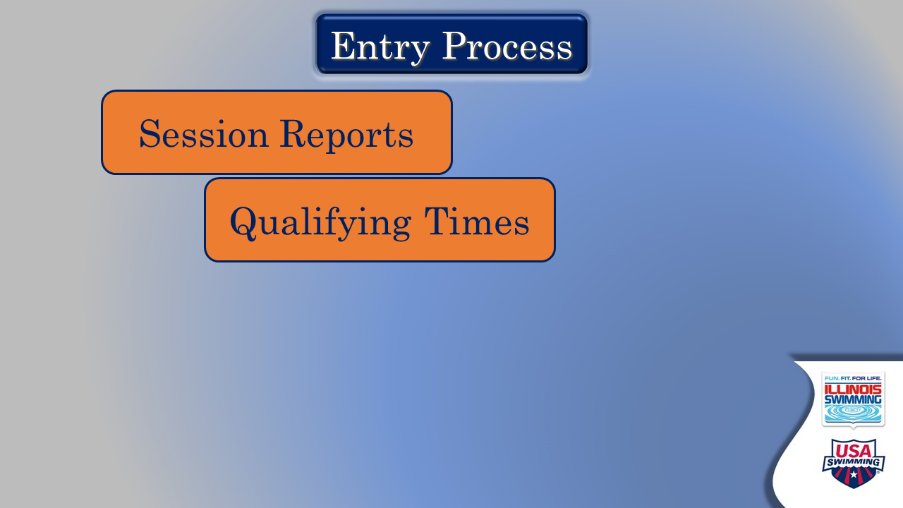 Entry Process
Session Reports
Qualifying Times
FUN. FIT. FOR LIFE.
ILLINOIS
SWIMMING
USA
SWIMMING